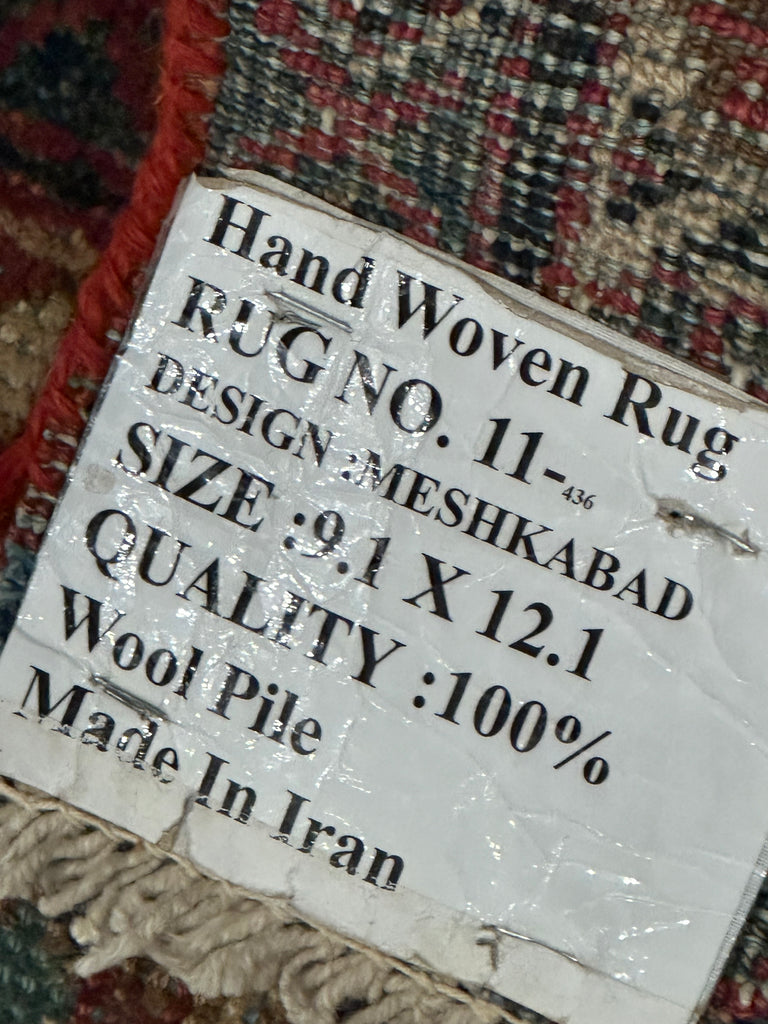 Hand Woven Rug
RUG NO. 11-436
DESIGN :MESHKABAD
SIZE :9.1 X 12.1
QUALITY :100%
Wool Pile
Made In Iran